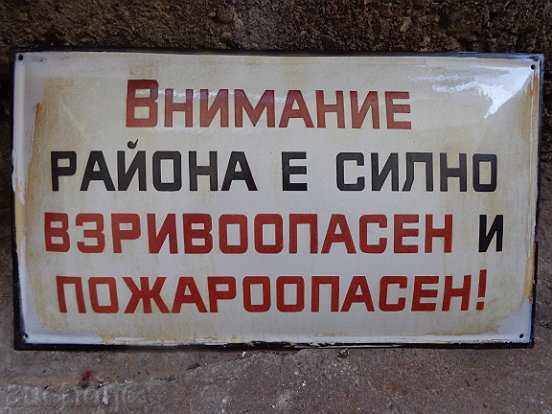 ВНИМАНИЕ
РАЙОНА Е СИЛНО
ВЗРИВООПАСЕН И
ПОЖАРООПАСЕН!